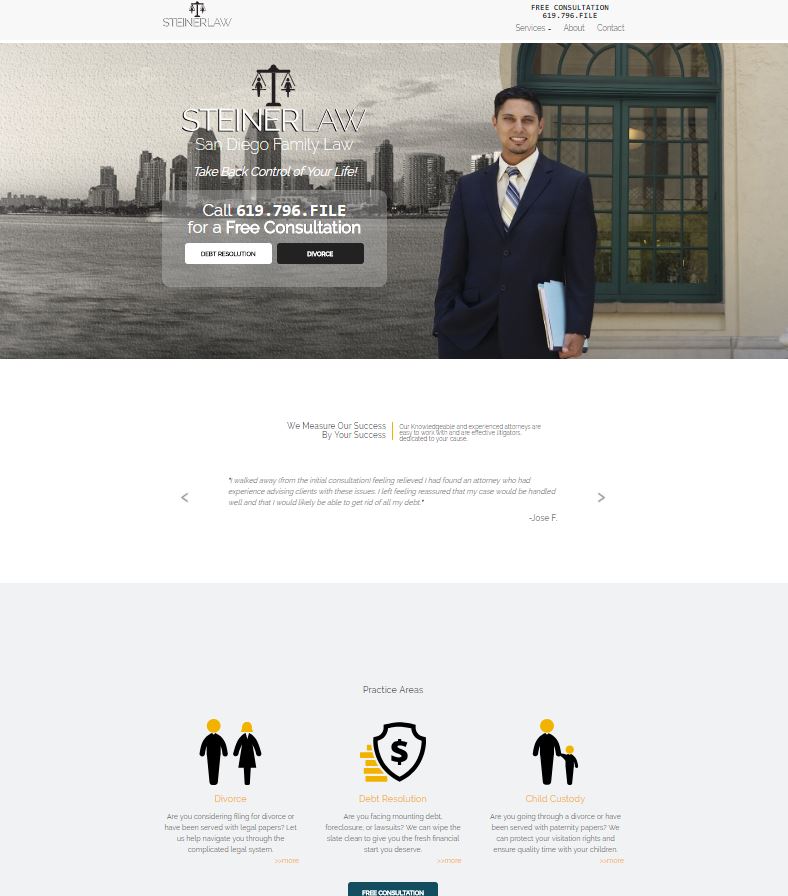 STEINERLAW
FREE CONSULTATION
619.796.FILE
Services
About
Contact
STEINERLAW
San Diego Family Law
Take Back Control of Your Life!
Call 619.796.FILE
for a Free Consultation
DEBT RESOLUTION
DIVORCE
We Measure Our Success
By Your Success
Our Knowledgeable and experienced attorneys are
easy to work with and are effective litigators,
dedicated to your cause.
<
"I walked away (from the initial consultation) feeling relieved I had found an attorney who had
experience advising clients with these issues. I left feeling reassured that my case would be handled
well and that I would likely be able to get rid of all my debt."
-Jose F.
>
Practice Areas
$
Divorce
Are you considering filing for divorce or
have been served with legal papers? Let
us help navigate you through the
complicated legal system.
>>more
Debt Resolution
Are you facing mounting debt,
foreclosure, or lawsuits? We can wipe the
slate clean to give you the fresh financial
start you deserve.
>>more
Child Custody
Are you going through a divorce or have
been served with paternity papers? We
can protect your visitation rights and
ensure quality time with your children.
>>more
FREE CONSULTATION